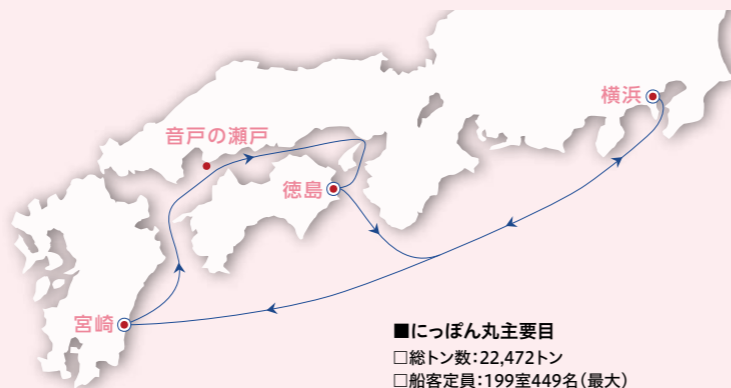 横浜
音戸の瀬戸
徳島
宮崎
■にっぽん丸主要目
□総トン数:22,472トン
□船客定員:199室449名(最大)